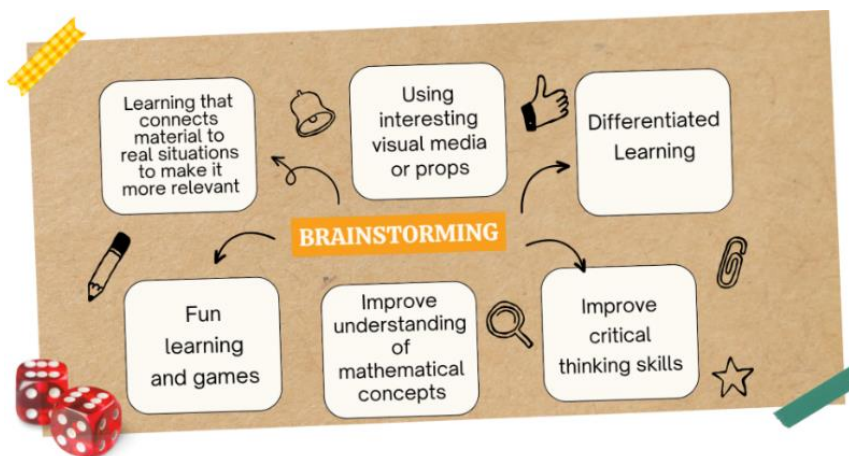 Learning that
connects
material to
real situations
to make it
more relevant
Using
interesting
visual media
or props
Differentiated
Learning
BRAINSTORMING
Fun
learning
and games
Improve
understanding
of
mathematical
concepts
Improve
critical
thinking skills